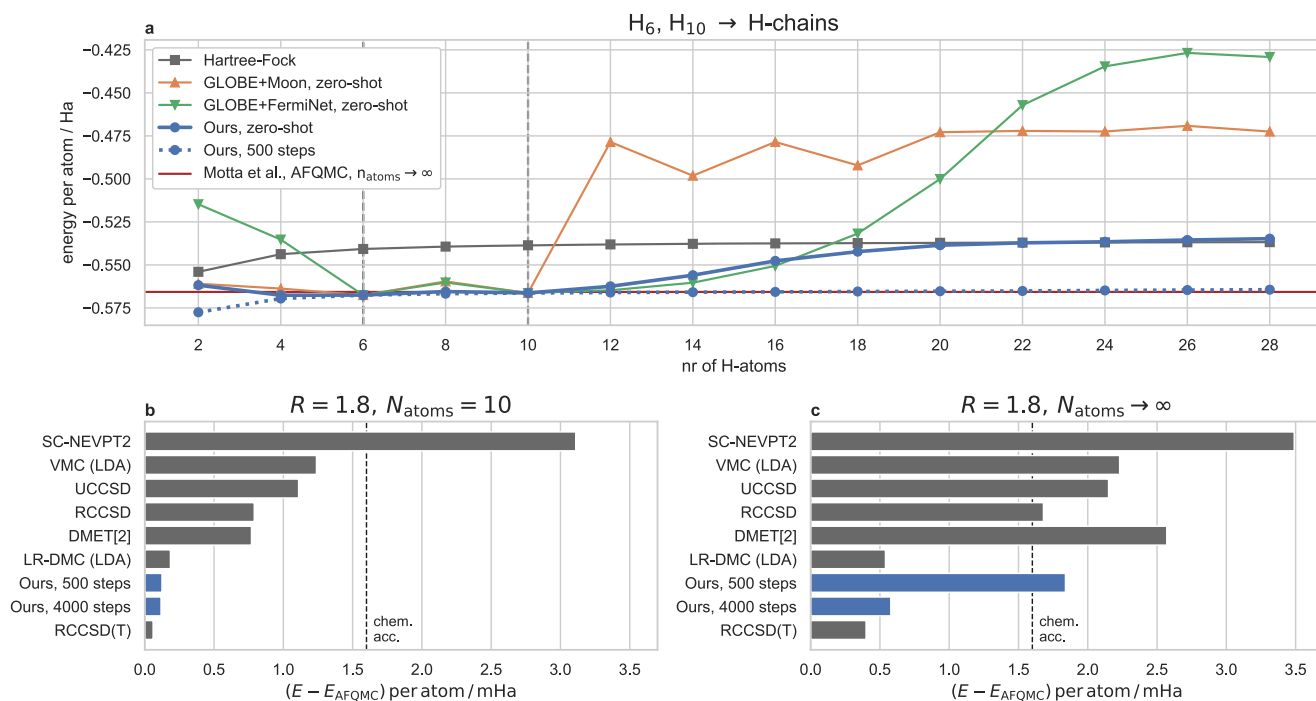 H6, H10 → H-chains
a
−0.425
−0.450
−0.475
−0.500
−0.525
−0.550
−0.575
energy per atom / Ha
Hartree-Fock
GLOBE+Moon, zero-shot
GLOBE+FermiNet, zero-shot
Ours, zero-shot
Ours, 500 steps
Motta et al., AFQMC, natoms → ∞
2 4 6 8 10 12 14 16 18 20 22 24 26 28
nr of H-atoms
b
R = 1.8, Natoms = 10
SC-NEVPT2
VMC (LDA)
UCCSD
RCCSD
DMET[2]
LR-DMC (LDA)
Ours, 500 steps
Ours, 4000 steps
RCCSD(T)
chem.
acc.
0.0 0.5 1.0 1.5 2.0 2.5 3.0 3.5
(E − EAFQMC) per atom / mHa
c
R = 1.8, Natoms → ∞
SC-NEVPT2
VMC (LDA)
UCCSD
RCCSD
DMET[2]
LR-DMC (LDA)
Ours, 500 steps
Ours, 4000 steps
RCCSD(T)
chem.
acc.
0.0 0.5 1.0 1.5 2.0 2.5 3.0 3.5
(E − EAFQMC) per atom / mHa